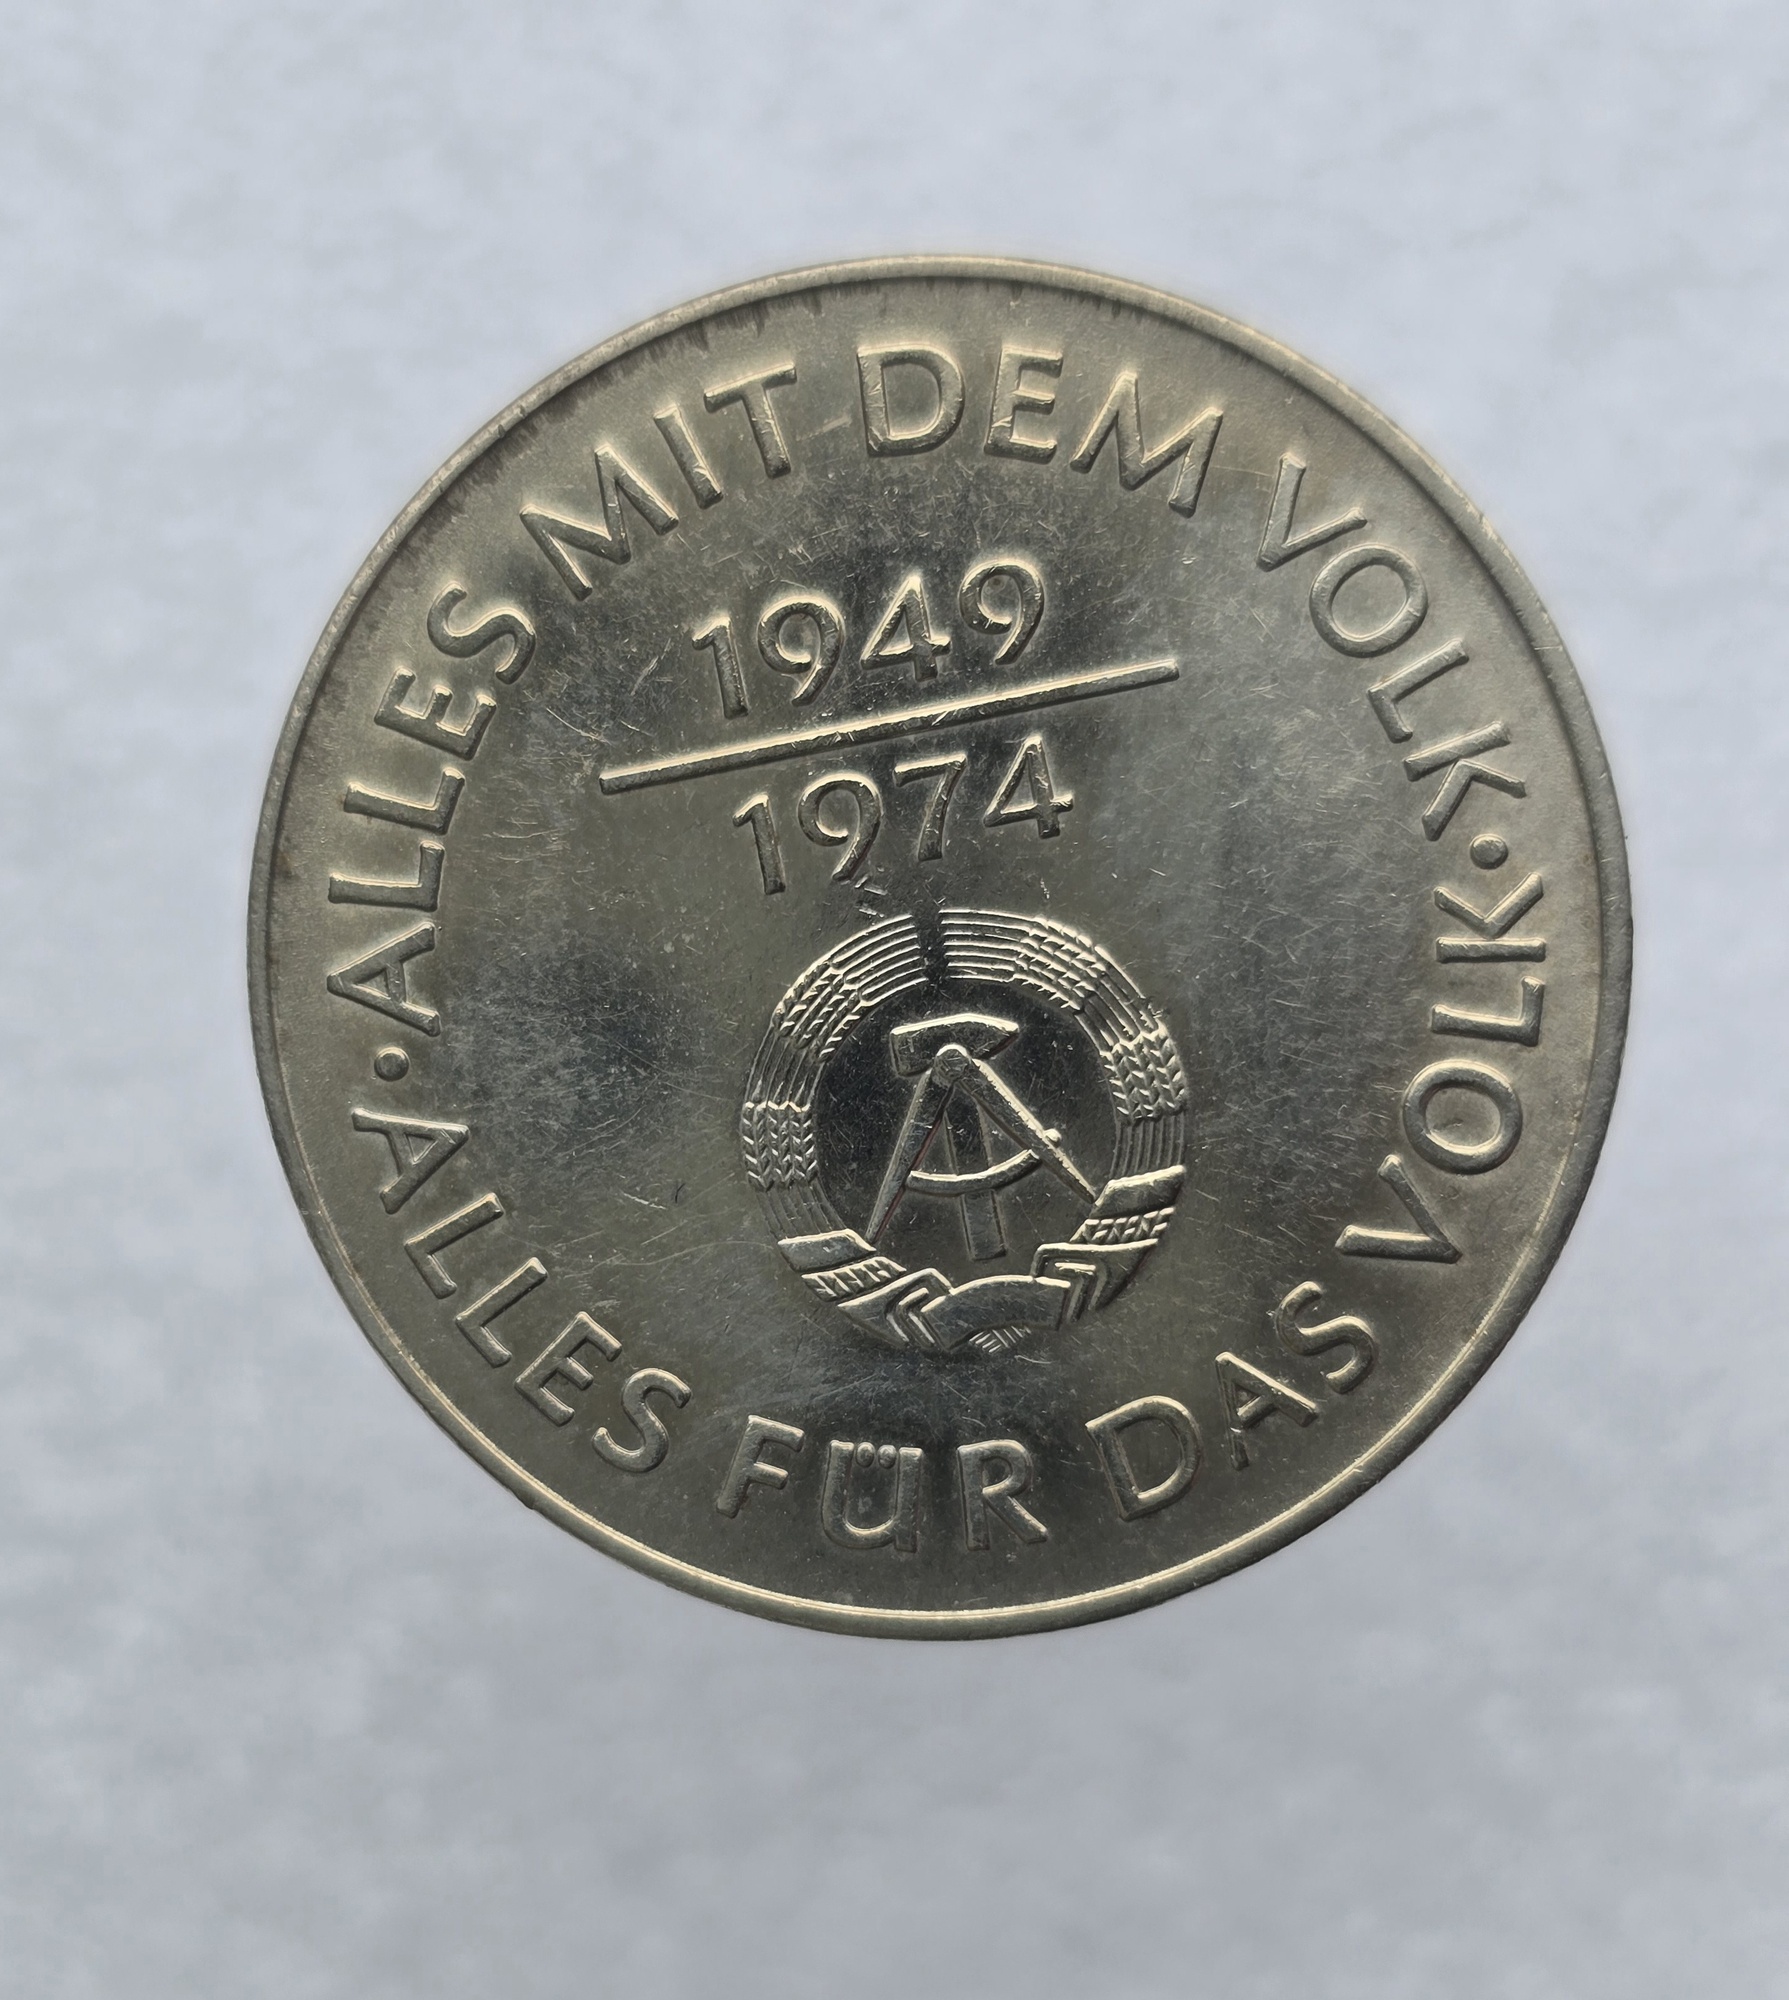 ALLES MIT DEM VOLK •
1949
1974
• ALLES FÜR DAS VOLK